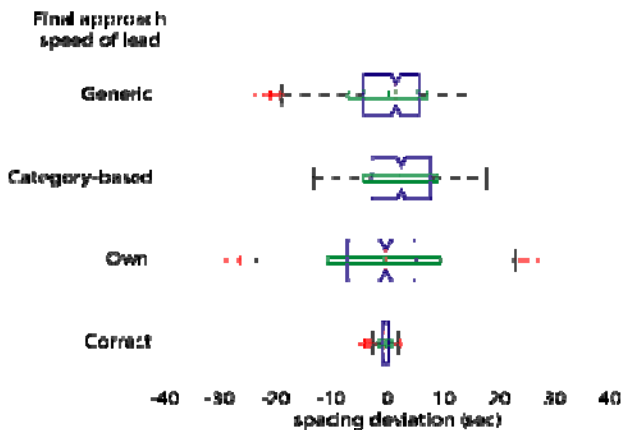 Final approach
speed of lead
Generic
Category-based
Own
Correct
-40 -30 -20 -10 0 10 20 30 40
spacing deviation (sec)